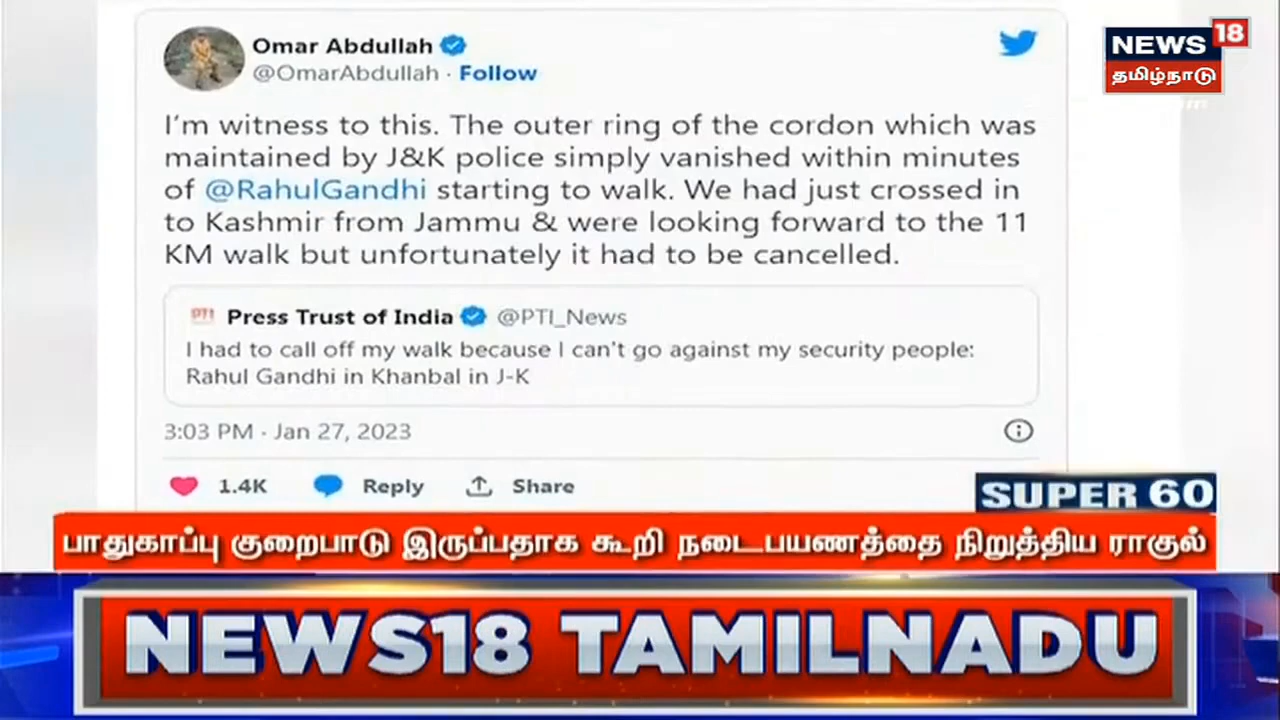 Omar Abdullah
@OmarAbdullah · Follow
NEWS 18
தமிழ்நாடு
I'm witness to this. The outer ring of the cordon which was
maintained by J&K police simply vanished within minutes
of @RahulGandhi starting to walk. We had just crossed in
to Kashmir from Jammu & were looking forward to the 11
KM walk but unfortunately it had to be cancelled.
PTI Press Trust of India @PTI_News
I had to call off my walk because I can't go against my security people:
Rahul Gandhi in Khanbal in J-K
3:03 PM · Jan 27, 2023
1.4K Reply Share
SUPER 60
பாதுகாப்பு குறைபாடு இருப்பதாக கூறி நடைபயணத்தை நிறுத்திய ராகுல்
NEWS18 TAMILNADU